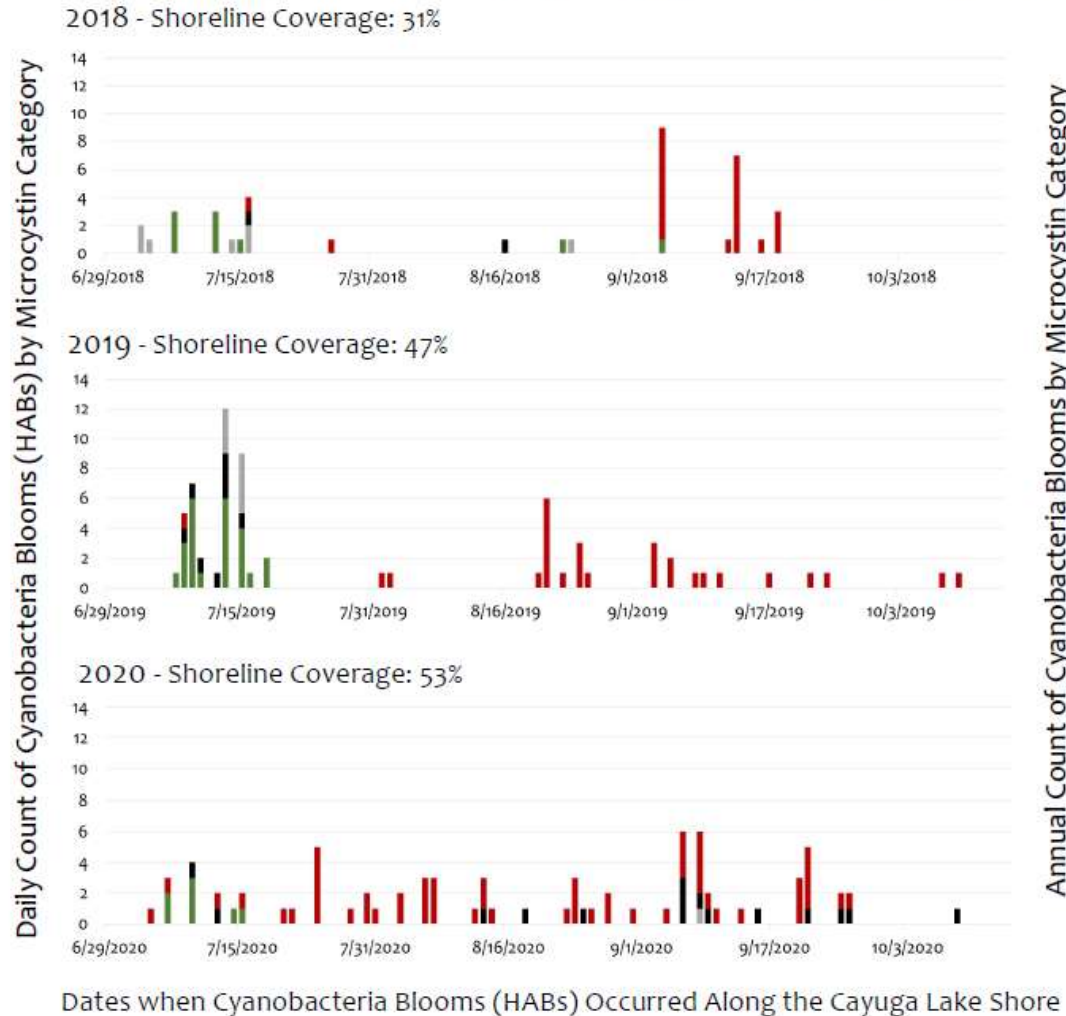 2018 - Shoreline Coverage: 31%
Daily Count of Cyanobacteria Blooms (HABs) by Microcystin Category
Annual Count of Cyanobacteria Blooms by Microcystin Category
14
12
10
8
6
4
2
0
6/29/2018 7/15/2018 7/31/2018 8/16/2018 9/1/2018 9/17/2018 10/3/2018
2019 - Shoreline Coverage: 47%
14
12
10
8
6
4
2
0
6/29/2019 7/15/2019 7/31/2019 8/16/2019 9/1/2019 9/17/2019 10/3/2019
2020 - Shoreline Coverage: 53%
14
12
10
8
6
4
2
0
6/29/2020 7/15/2020 7/31/2020 8/16/2020 9/1/2020 9/17/2020 10/3/2020
Dates when Cyanobacteria Blooms (HABs) Occurred Along the Cayuga Lake Shore